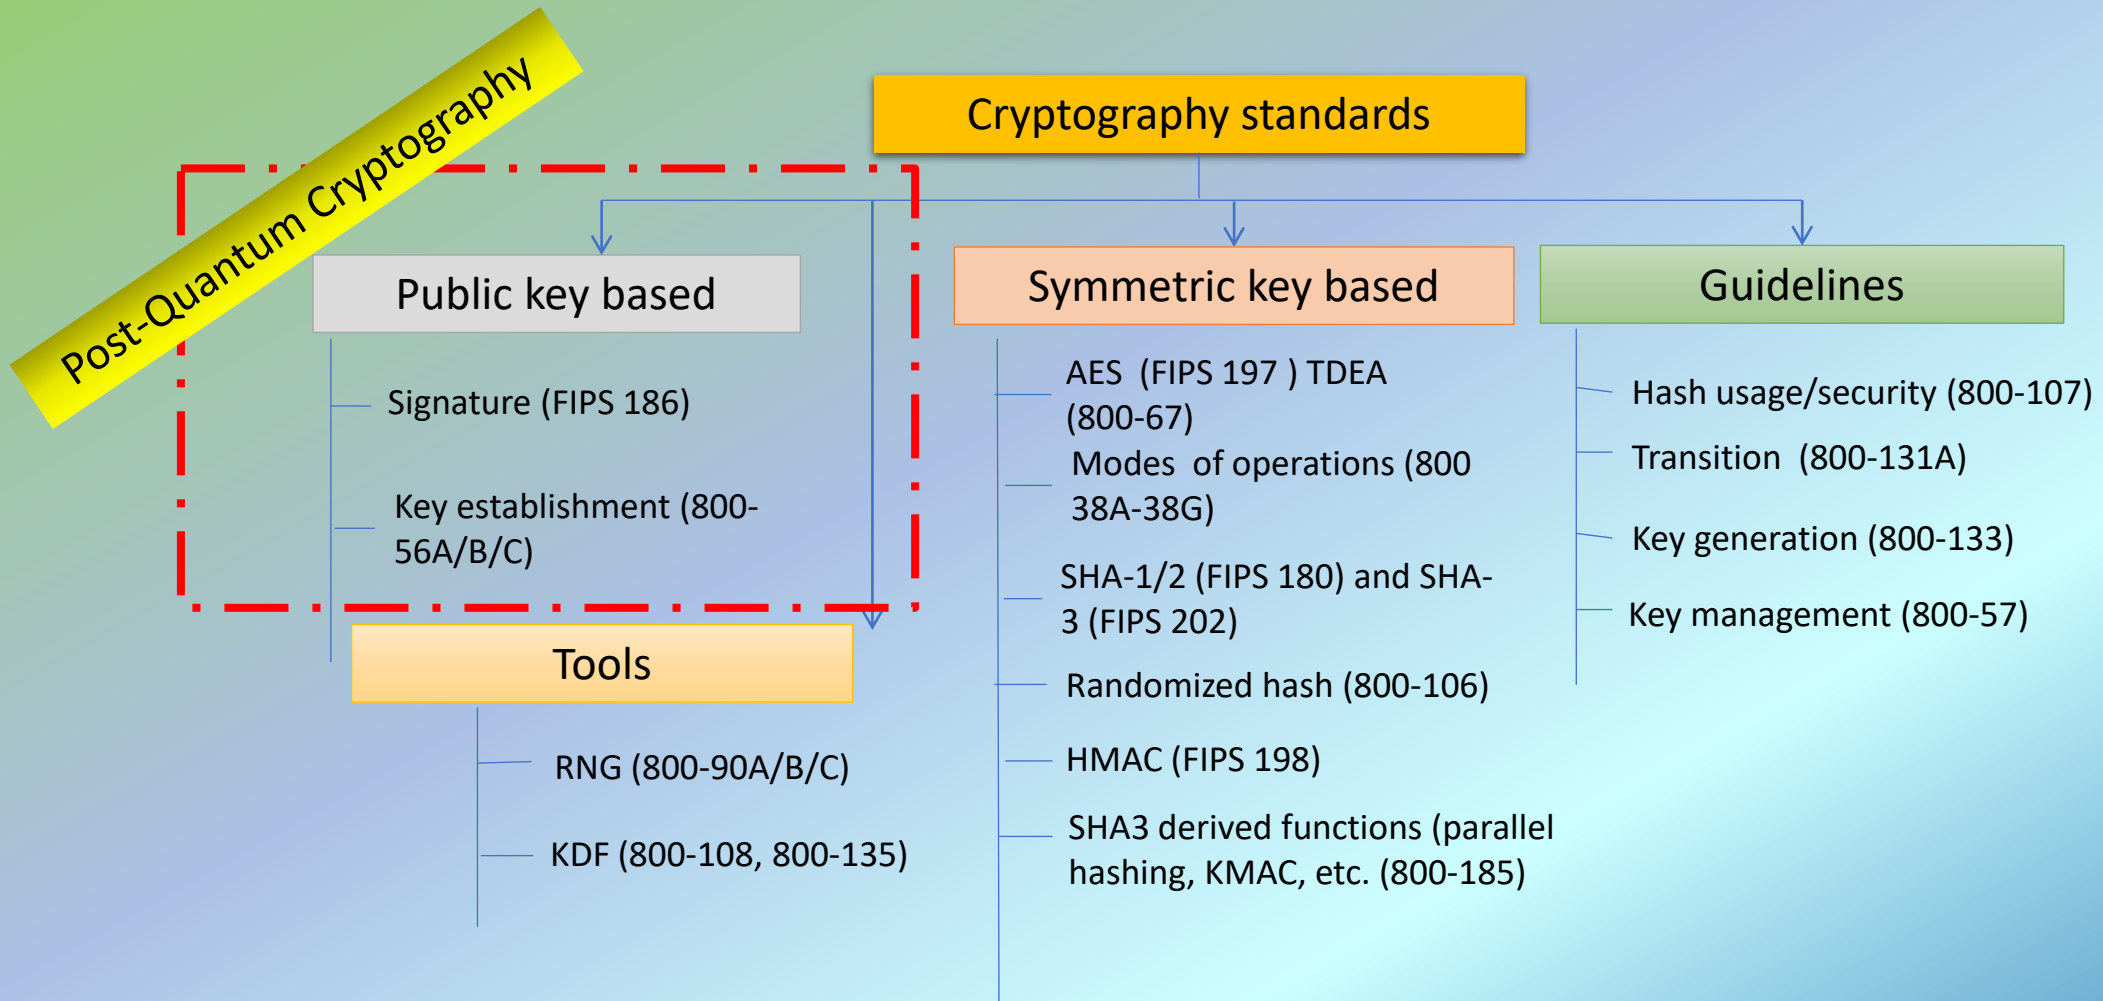 Post-Quantum Cryptography
Cryptography standards
Public key based
Signature (FIPS 186)
Key establishment (800-
56A/B/C)
Tools
RNG (800-90A/B/C)
KDF (800-108, 800-135)
Symmetric key based
AES  (FIPS 197 ) TDEA
(800-67)
Modes  of operations (800
38A-38G)
SHA-1/2 (FIPS 180) and SHA-
3 (FIPS 202)
Randomized hash (800-106)
HMAC (FIPS 198)
SHA3 derived functions (parallel
hashing, KMAC, etc. (800-185)
Guidelines
Hash usage/security (800-107)
Transition  (800-131A)
Key generation (800-133)
Key management (800-57)